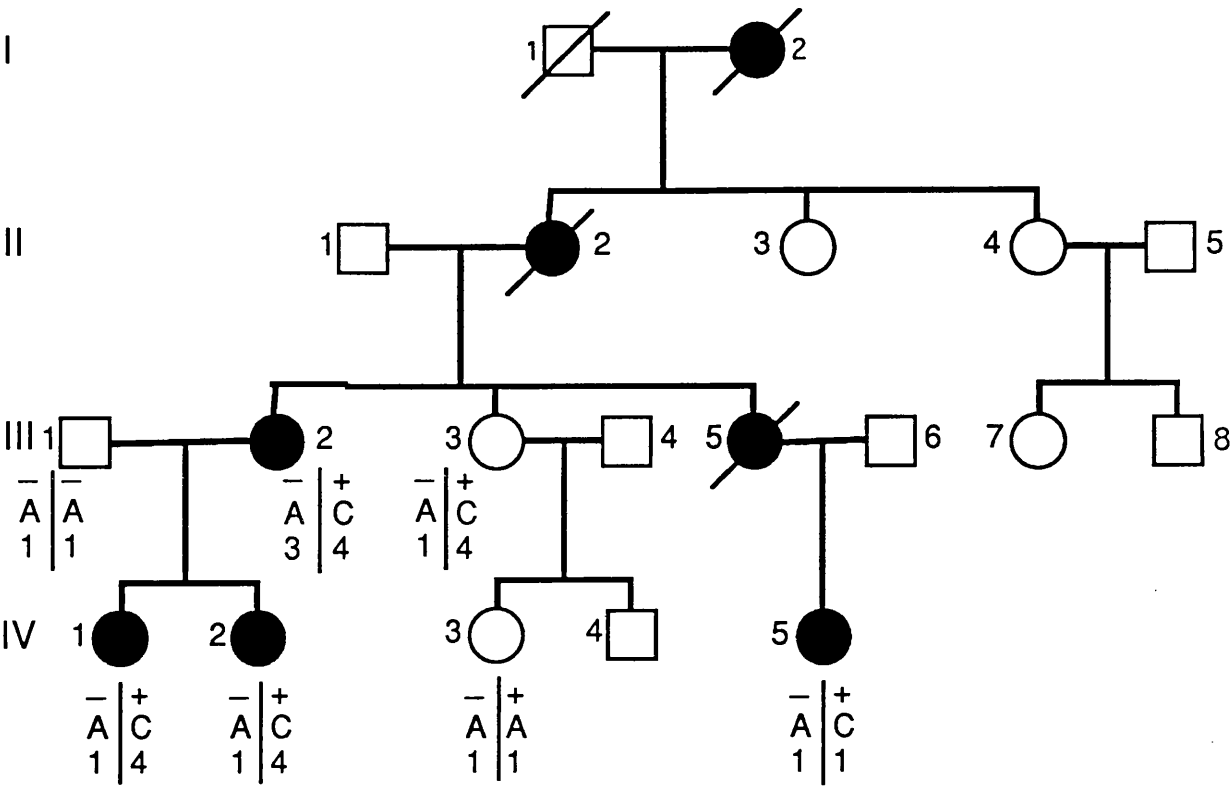 I 1 2
II 1 2 3 4 5
III 1 2 3 4 5 6 7 8
– | – – | + – | +
A | A A | C A | C
1 | 1 3 | 4 1 | 4
IV 1 2 3 4 5
– | + – | + – | + – | +
A | C A | C A | A A | C
1 | 4 1 | 4 1 | 1 1 | 1